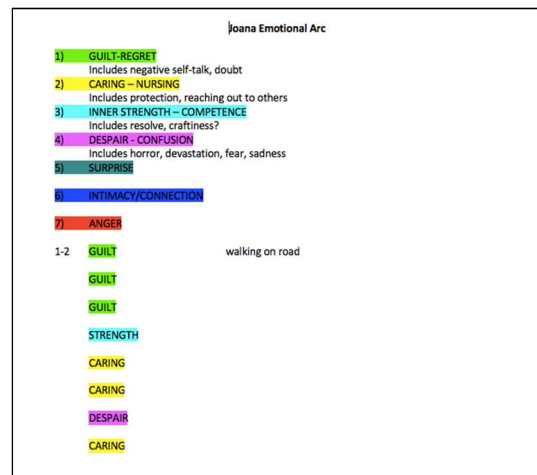 Joana Emotional Arc
1) GUILT-REGRET
Includes negative self-talk, doubt
2) CARING – NURSING
Includes protection, reaching out to others
3) INNER STRENGTH – COMPETENCE
Includes resolve, craftiness?
4) DESPAIR - CONFUSION
Includes horror, devastation, fear, sadness
5) SURPRISE
6) INTIMACY/CONNECTION
7) ANGER
1-2 GUILT walking on road
GUILT
GUILT
STRENGTH
CARING
CARING
DESPAIR
CARING